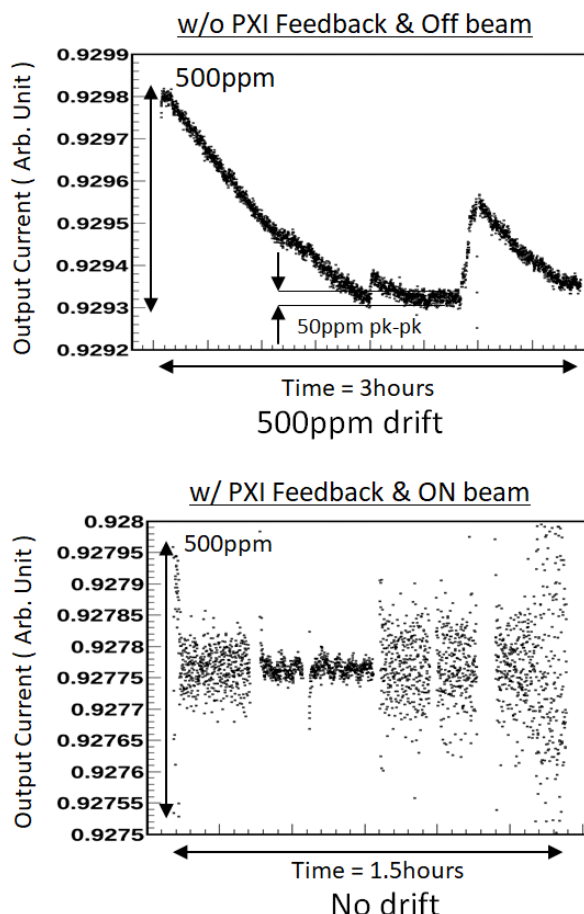 w/o PXI Feedback & Off beam
Output Current ( Arb. Unit )
0.9299
0.9298
0.9297
0.9296
0.9295
0.9294
0.9293
0.9292
500ppm
50ppm pk-pk
Time = 3hours
500ppm drift
w/ PXI Feedback & ON beam
Output Current ( Arb. Unit )
0.928
0.92795
0.9279
0.92785
0.9278
0.92775
0.9277
0.92765
0.9276
0.92755
0.9275
500ppm
Time = 1.5hours
No drift